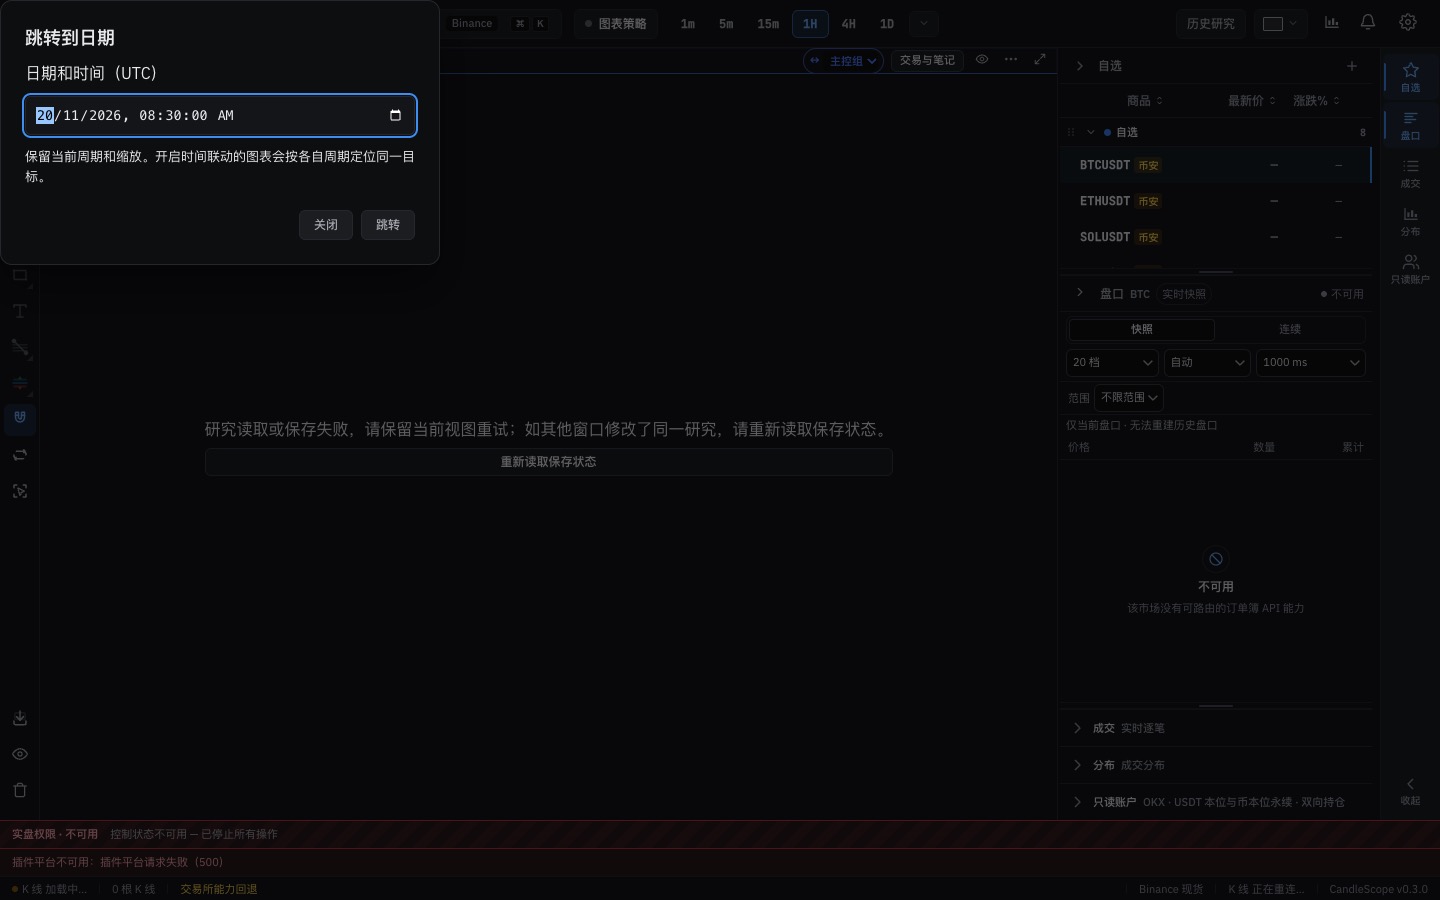 跳转到日期
日期和时间（UTC）
20/11/2026, 08:30:00 AM
保留当前周期和缩放。开启时间联动的图表会按各自周期定位同一目
标。
关闭 跳转
Binance ⌘ K 图表策略 1m 5m 15m 1H 4H 1D 历史研究
主控组 交易与笔记
研究读取或保存失败，请保留当前视图重试；如其他窗口修改了同一研究，请重新读取保存状态。
重新读取保存状态
自选
商品 最新价 涨跌%
自选 8
BTCUSDT 币安 — —
ETHUSDT 币安 — —
SOLUSDT 币安 — —
盘口 BTC 实时快照 不可用
快照 连续
20 档 自动 1000 ms
范围 不限范围
仅当前盘口 · 无法重建历史盘口
价格 数量 累计
不可用
该市场没有可路由的订单簿 API 能力
成交 实时逐笔
分布 成交分布
只读账户 OKX · USDT 本位与币本位永续 · 双向持仓
自选
盘口
成交
分布
只读账户
收起
实盘权限 · 不可用 控制状态不可用 — 已停止所有操作
插件平台不可用：插件平台请求失败（500）
K 线 加载中... 0 根 K 线 交易所能力回退 Binance 现货 K 线 正在重连... CandleScope v0.3.0